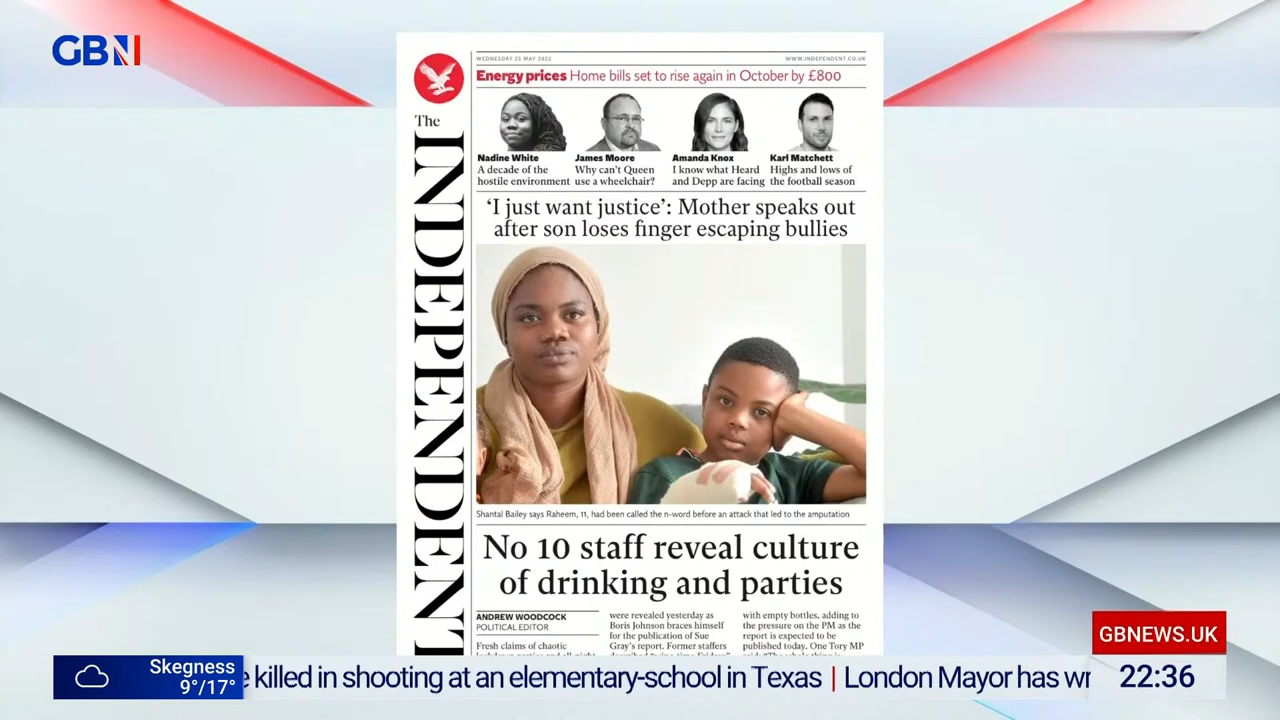 GBN
WEDNESDAY 25 MAY 2022
WWW.INDEPENDENT.CO.UK
Energy prices Home bills set to rise again in October by £800
The
INDEPENDENT
Nadine White
A decade of the
hostile environment
James Moore
Why can't Queen
use a wheelchair?
Amanda Knox
I know what Heard
and Depp are facing
Karl Matchett
Highs and lows of
the football season
'I just want justice': Mother speaks out
after son loses finger escaping bullies
Shantal Bailey says Raheem, 11, had been called the n-word before an attack that led to the amputation
No 10 staff reveal culture
of drinking and parties
ANDREW WOODCOCK
POLITICAL EDITOR
Fresh claims of chaotic
were revealed yesterday as
Boris Johnson braces himself
for the publication of Sue
Gray's report. Former staffers
with empty bottles, adding to
the pressure on the PM as the
report is expected to be
published today. One Tory MP
GBNEWS.UK
Skegness
9°/17°
e killed in shooting at an elementary-school in Texas | London Mayor has wr
22:36